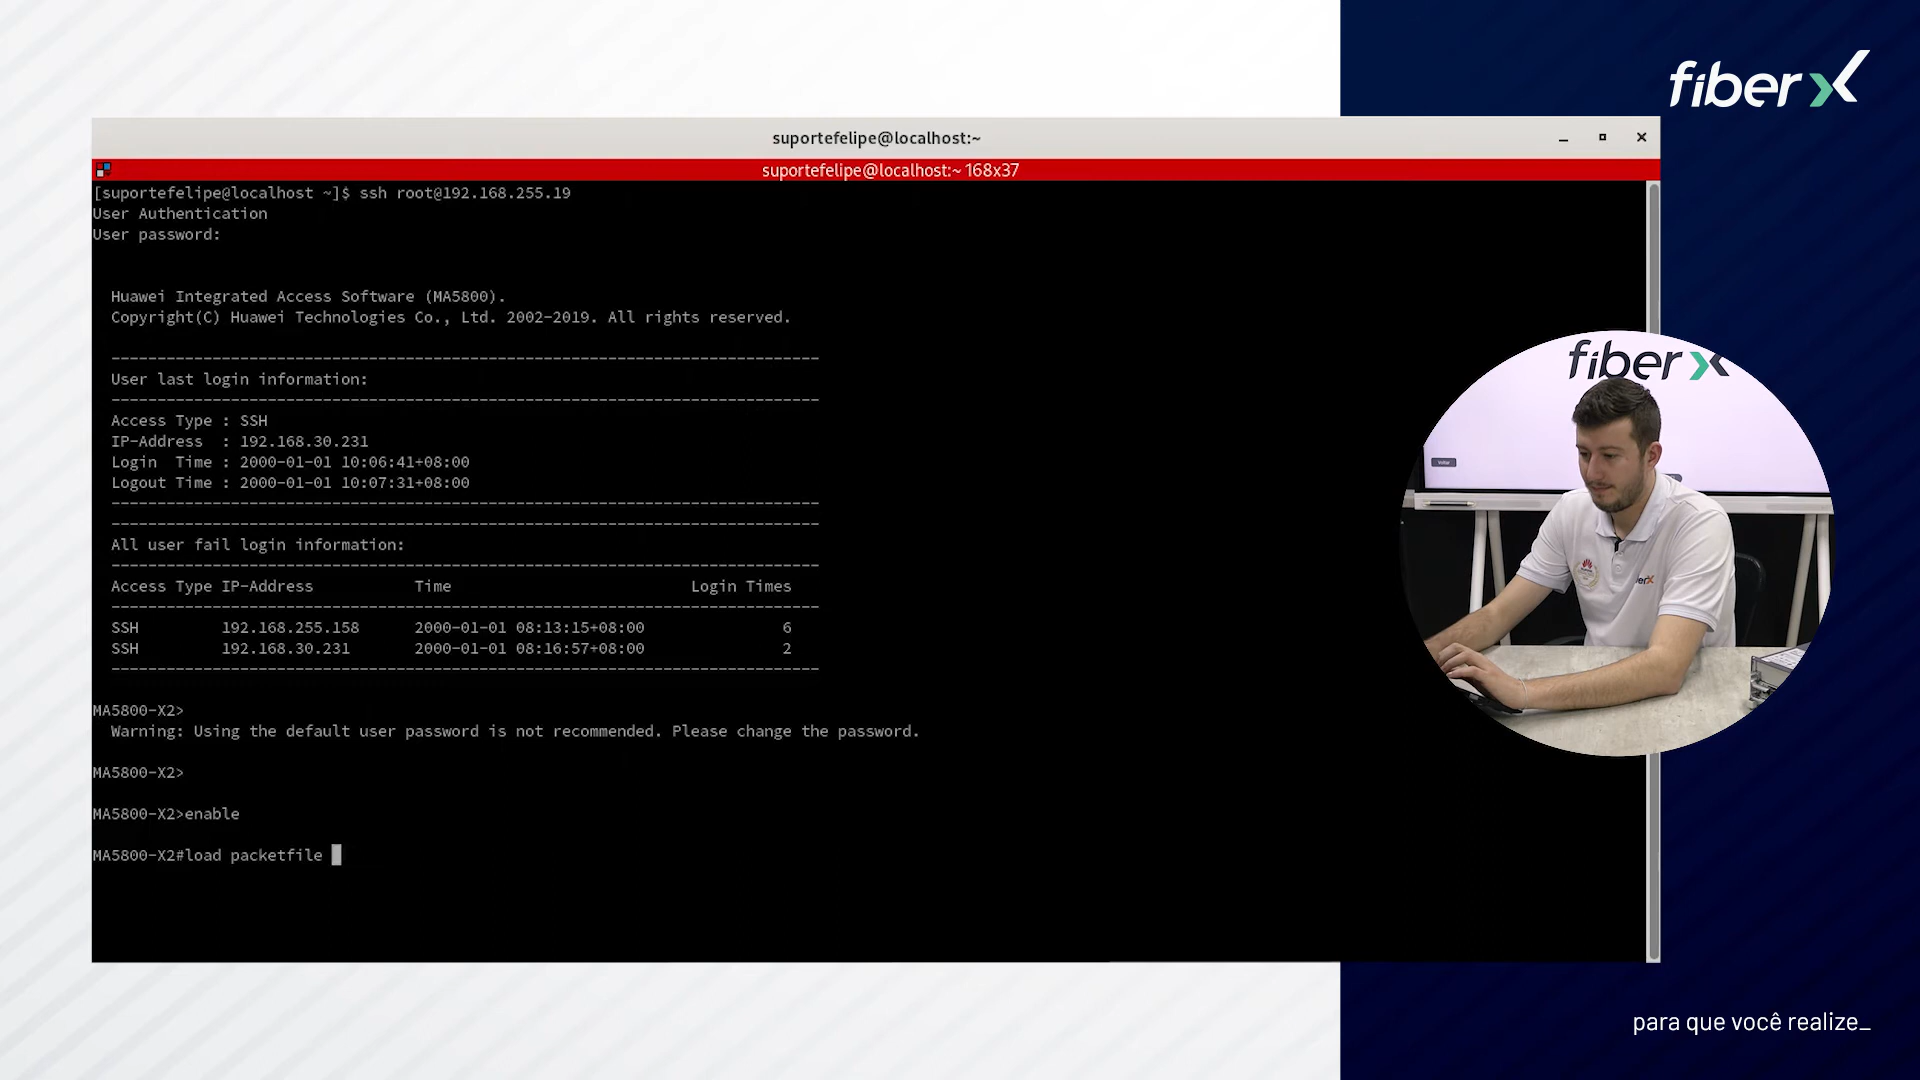 fiberx
suportefelipe@localhost:~
suportefelipe@localhost:~ 168x37
[suportefelipe@localhost ~]$ ssh root@192.168.255.19
User Authentication
User password:
Huawei Integrated Access Software (MA5800).
Copyright(C) Huawei Technologies Co., Ltd. 2002-2019. All rights reserved.
-----------------------------------------------------------------------------
User last login information:
-----------------------------------------------------------------------------
Access Type : SSH
IP-Address  : 192.168.30.231
Login  Time : 2000-01-01 10:06:41+08:00
Logout Time : 2000-01-01 10:07:31+08:00
-----------------------------------------------------------------------------
-----------------------------------------------------------------------------
All user fail login information:
-----------------------------------------------------------------------------
Access Type IP-Address           Time                          Login Times
-----------------------------------------------------------------------------
SSH         192.168.255.158      2000-01-01 08:13:15+08:00               6
SSH         192.168.30.231       2000-01-01 08:16:57+08:00               2
-----------------------------------------------------------------------------
MA5800-X2>
Warning: Using the default user password is not recommended. Please change the password.
MA5800-X2>
MA5800-X2>enable
MA5800-X2#load packetfile
fiberx
para que você realize_